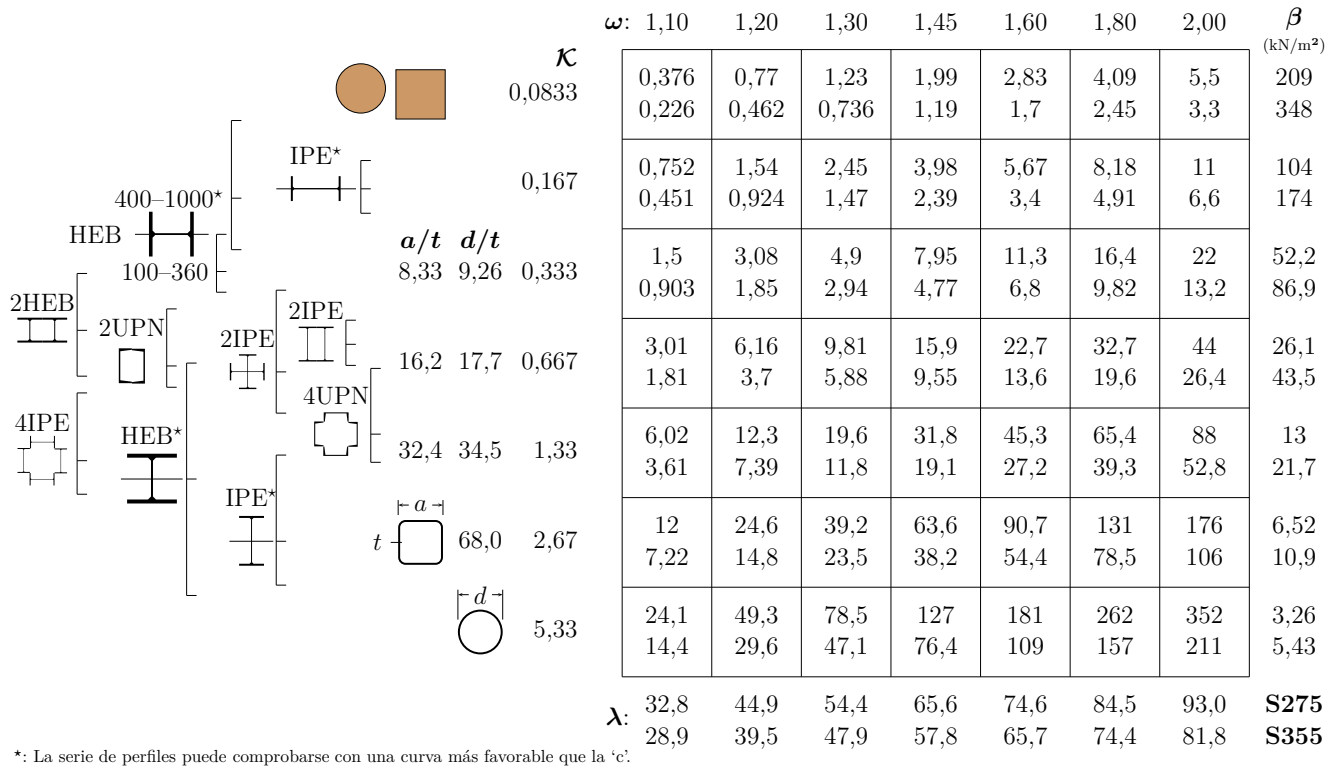 ω: 1,10 1,20 1,30 1,45 1,60 1,80 2,00 β
(kN/m²)
𝒦
0,0833 0,376 0,77 1,23 1,99 2,83 4,09 5,5 209
0,226 0,462 0,736 1,19 1,7 2,45 3,3 348
IPE*
0,167 0,752 1,54 2,45 3,98 5,67 8,18 11 104
400–1000* 0,451 0,924 1,47 2,39 3,4 4,91 6,6 174
HEB
a/t d/t
100–360 8,33 9,26 0,333 1,5 3,08 4,9 7,95 11,3 16,4 22 52,2
0,903 1,85 2,94 4,77 6,8 9,82 13,2 86,9
2HEB 2UPN 2IPE 2IPE
16,2 17,7 0,667 3,01 6,16 9,81 15,9 22,7 32,7 44 26,1
1,81 3,7 5,88 9,55 13,6 19,6 26,4 43,5
4UPN
4IPE HEB* 32,4 34,5 1,33 6,02 12,3 19,6 31,8 45,3 65,4 88 13
3,61 7,39 11,8 19,1 27,2 39,3 52,8 21,7
IPE* a
t 68,0 2,67 12 24,6 39,2 63,6 90,7 131 176 6,52
7,22 14,8 23,5 38,2 54,4 78,5 106 10,9
d
5,33 24,1 49,3 78,5 127 181 262 352 3,26
14,4 29,6 47,1 76,4 109 157 211 5,43
λ: 32,8 44,9 54,4 65,6 74,6 84,5 93,0 S275
28,9 39,5 47,9 57,8 65,7 74,4 81,8 S355
*: La serie de perfiles puede comprobarse con una curva más favorable que la ‘c’.